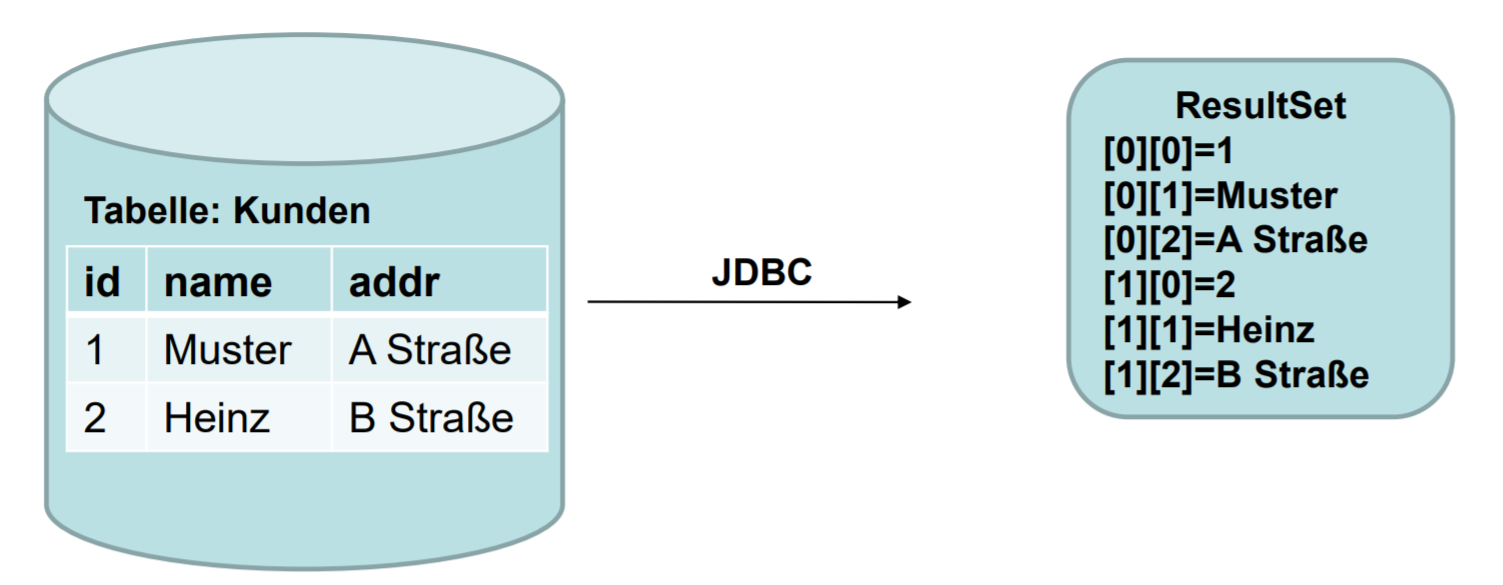 Tabelle: Kunden
id name addr
1 Muster A Straße
2 Heinz B Straße
JDBC
ResultSet
[0][0]=1
[0][1]=Muster
[0][2]=A Straße
[1][0]=2
[1][1]=Heinz
[1][2]=B Straße